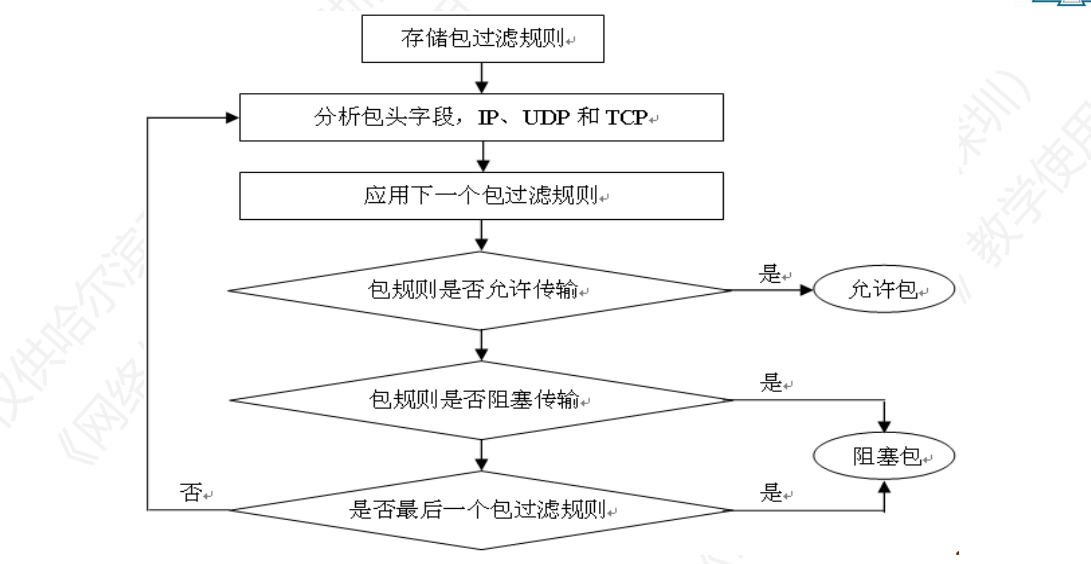 存储包过滤规则
分析包头字段，IP、UDP 和 TCP
应用下一个包过滤规则
包规则是否允许传输
是
允许包
包规则是否阻塞传输
是
阻塞包
否
是否最后一个包过滤规则
是
仅供哈尔滨
《网络
深圳）
》教学使用